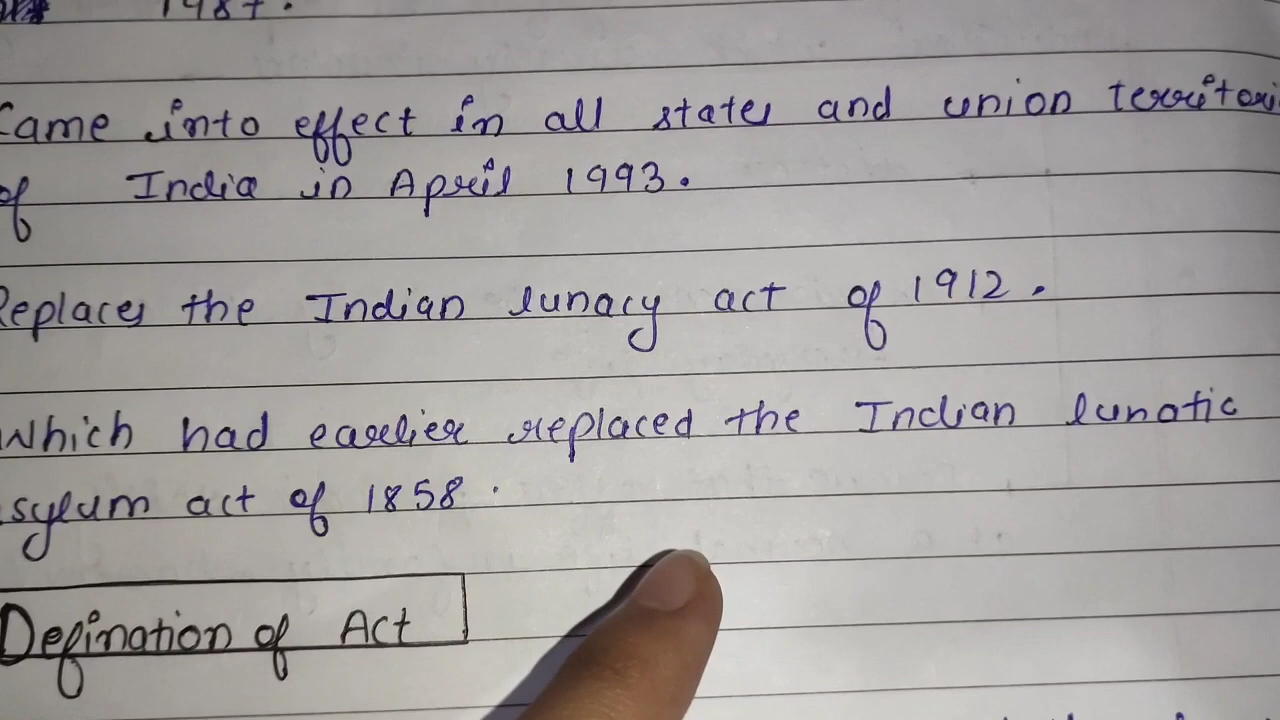 1987.
Came into effect in all states and union territori
of India in April 1993.
Replaces the Indian lunacy act of 1912.
Which had earlier replaced the Indian lunatic
asylum act of 1858.
Defination of Act